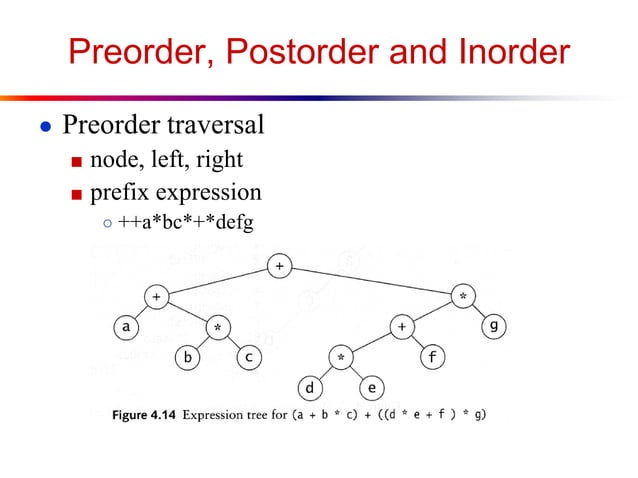 Preorder, Postorder and Inorder
Preorder traversal
node, left, right
prefix expression
++a*bc*+*defg
+
+ *
a * + g
b c * f
d e
Figure 4.14 Expression tree for (a + b * c) + ((d * e + f ) * g)